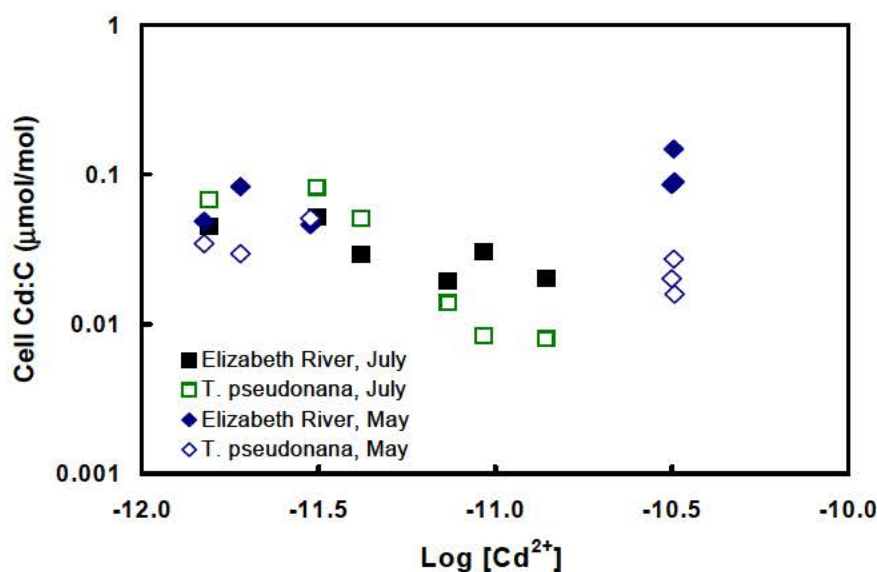 1
0.1
0.01
0.001
Cell Cd:C (μmol/mol)
Elizabeth River, July
T. pseudonana, July
Elizabeth River, May
T. pseudonana, May
-12.0 -11.5 -11.0 -10.5 -10.0
Log [Cd²⁺]